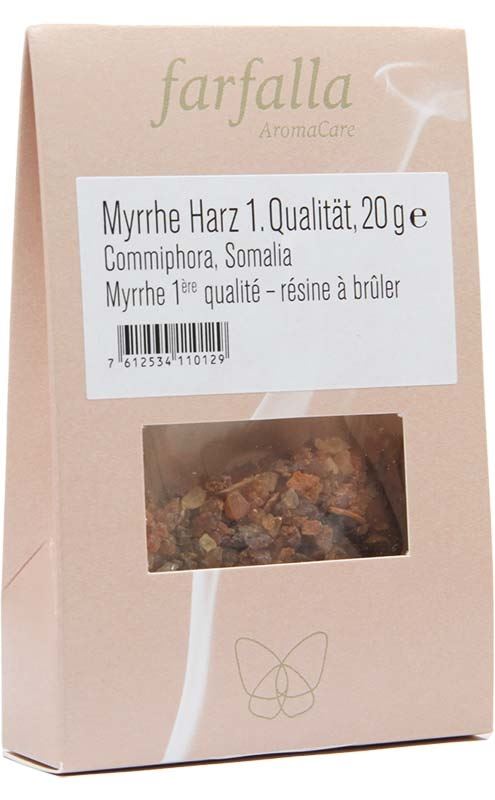 farfalla
AromaCare
Myrrhe Harz 1. Qualität, 20 g e
Commiphora, Somalia
Myrrhe 1ère qualité – résine à brûler
7 612534 110129